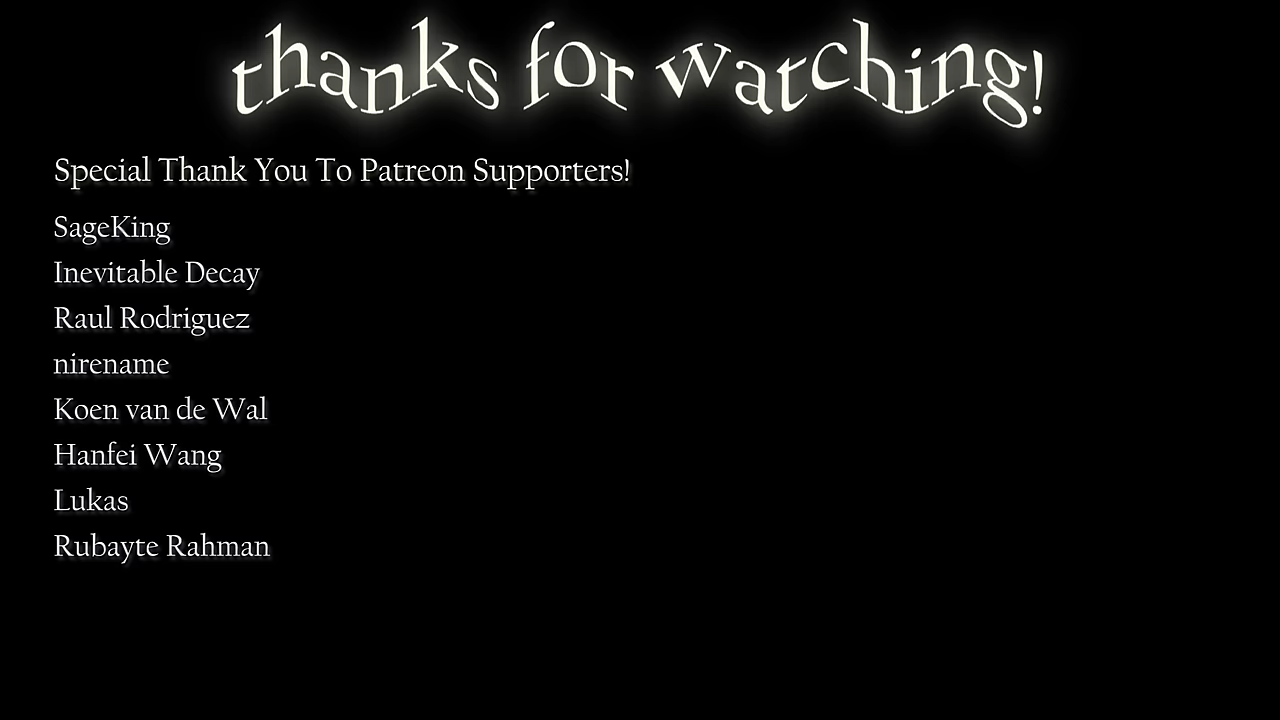 thanks for watching!
Special Thank You To Patreon Supporters!
SageKing
Inevitable Decay
Raul Rodriguez
nirename
Koen van de Wal
Hanfei Wang
Lukas
Rubayte Rahman